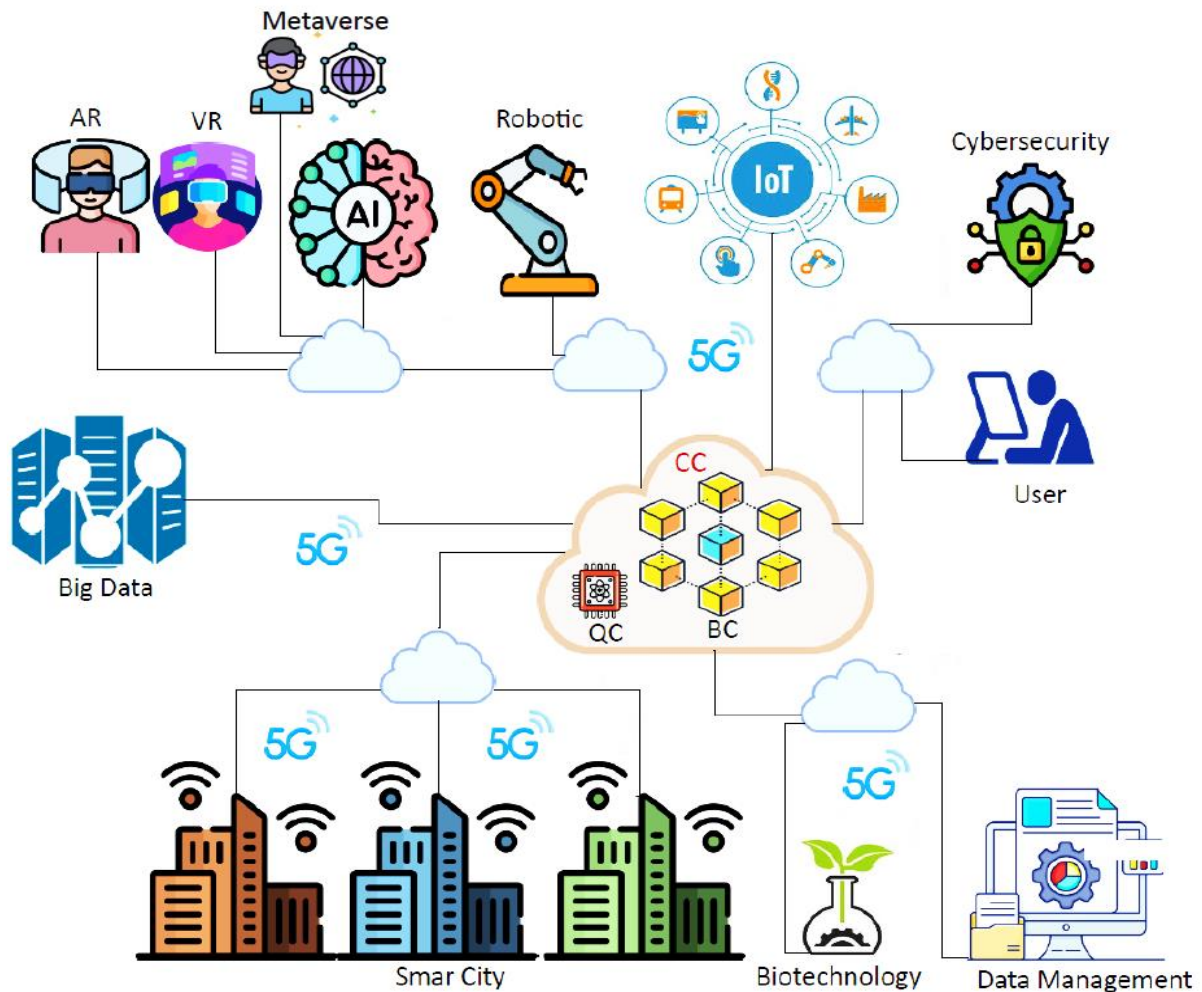 Metaverse
AR
VR
Robotic
AI
IoT
Cybersecurity
5G
CC
User
Big Data
5G
QC
BC
5G
5G
5G
Smar City
Biotechnology
Data Management